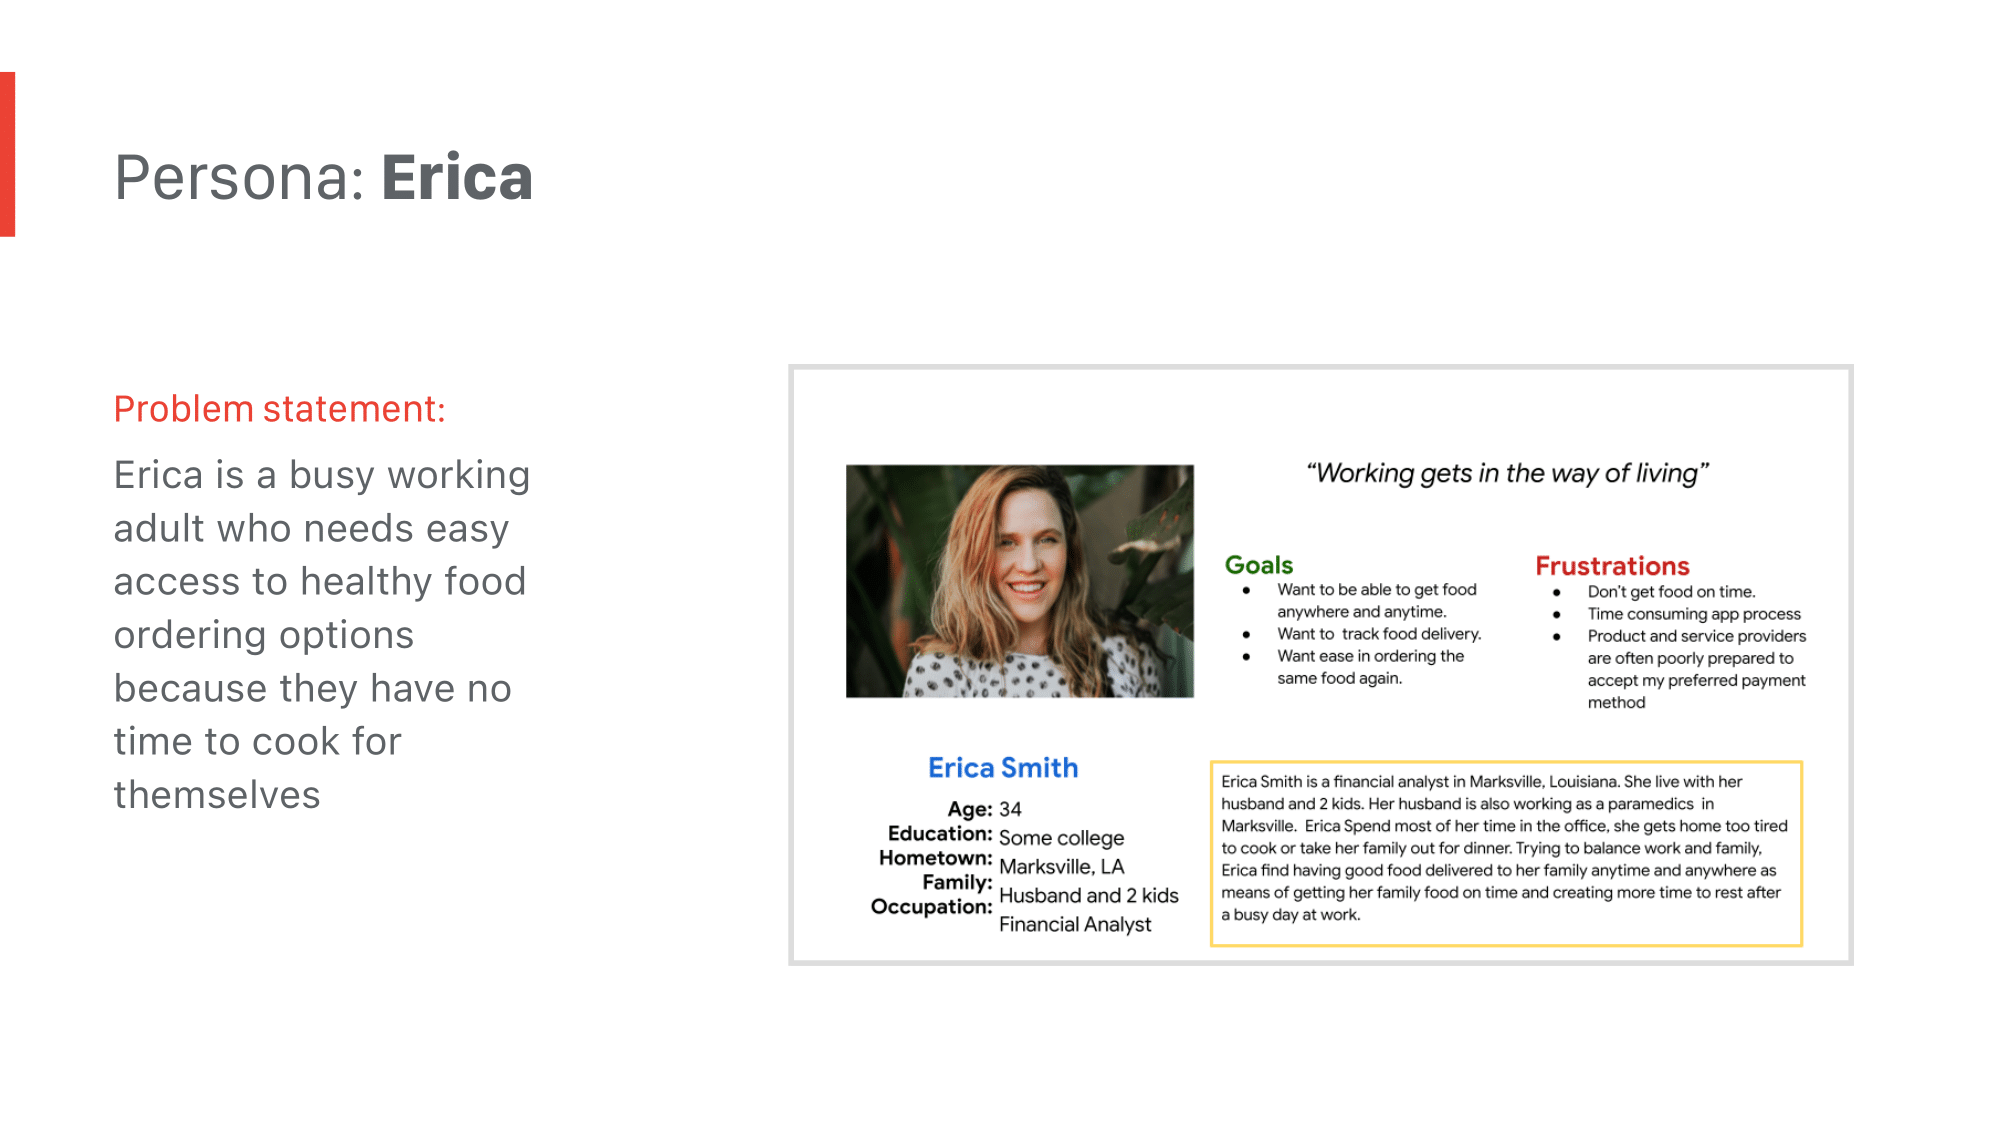 Persona: Erica
Problem statement:
Erica is a busy working
adult who needs easy
access to healthy food
ordering options
because they have no
time to cook for
themselves
“Working gets in the way of living”
Goals
● Want to be able to get food
anywhere and anytime.
● Want to  track food delivery.
● Want ease in ordering the
same food again.
Frustrations
● Don’t get food on time.
● Time consuming app process
● Product and service providers
are often poorly prepared to
accept my preferred payment
method
Erica Smith
Age: 34
Education: Some college
Hometown: Marksville, LA
Family: Husband and 2 kids
Occupation: Financial Analyst
Erica Smith is a financial analyst in Marksville, Louisiana. She live with her
husband and 2 kids. Her husband is also working as a paramedics  in
Marksville.  Erica Spend most of her time in the office, she gets home too tired
to cook or take her family out for dinner. Trying to balance work and family,
Erica find having good food delivered to her family anytime and anywhere as
means of getting her family food on time and creating more time to rest after
a busy day at work.